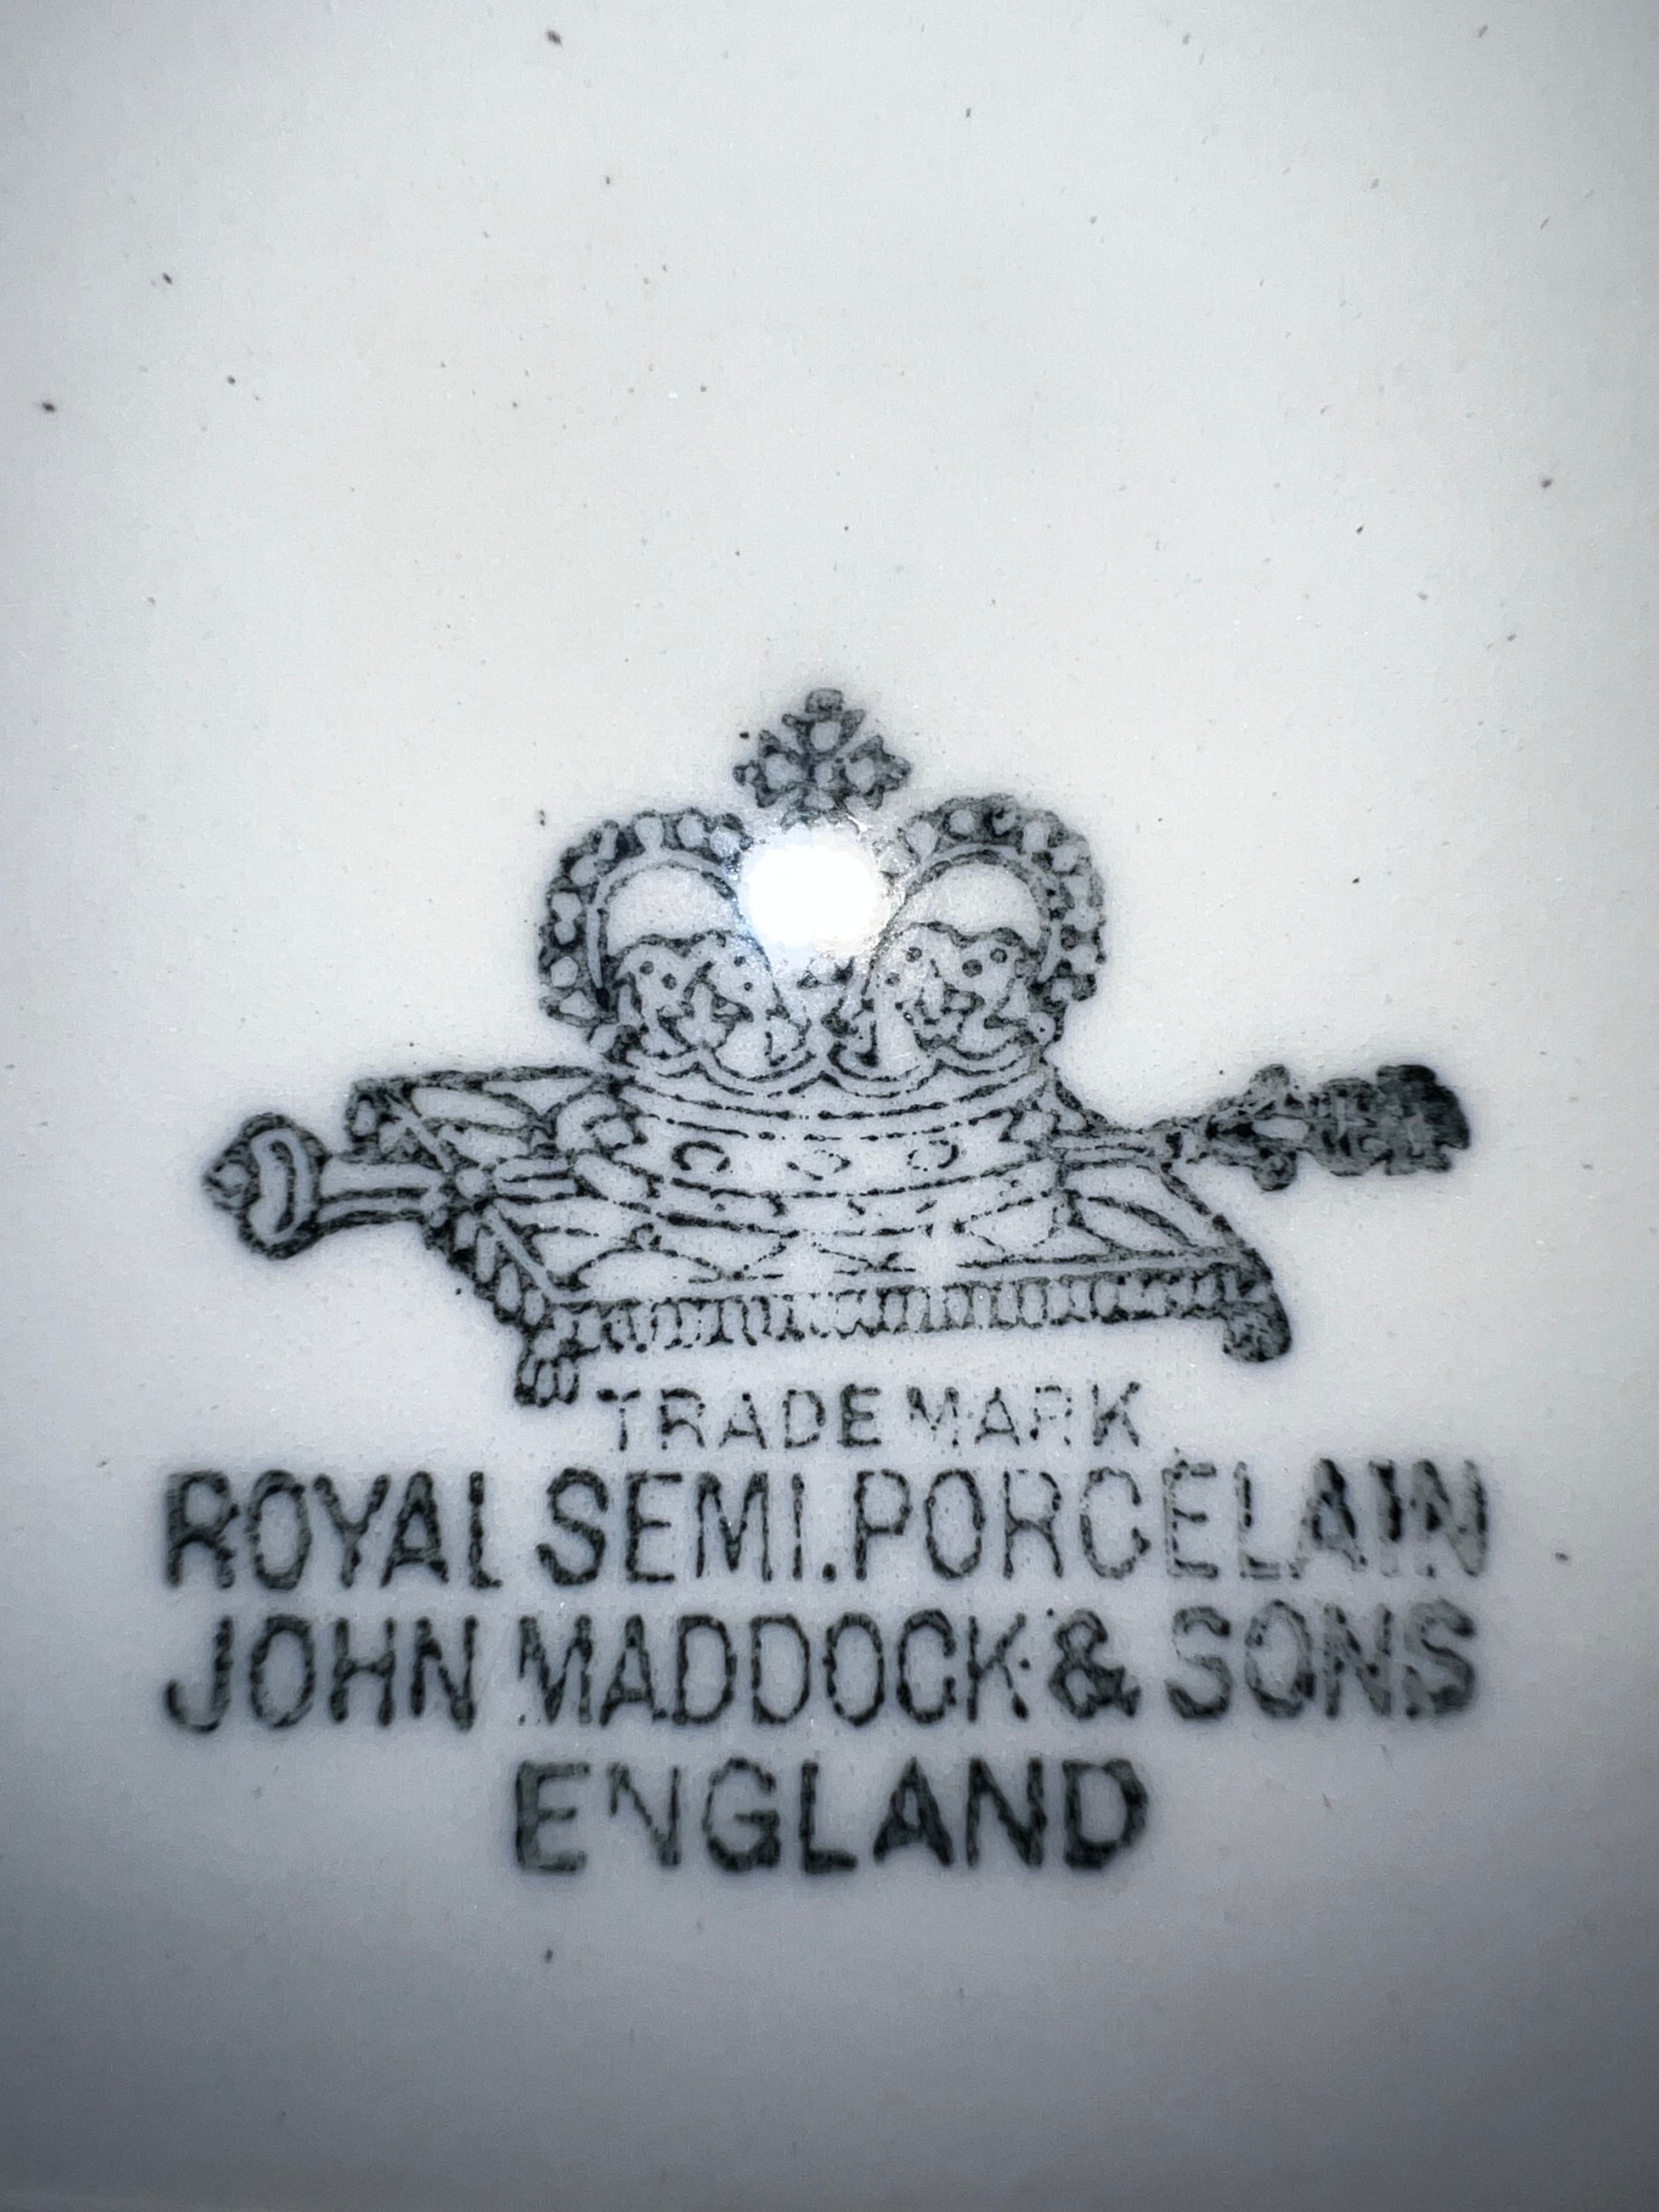 TRADE MARK
ROYAL SEMI.PORCELAIN
JOHN MADDOCK & SONS
ENGLAND